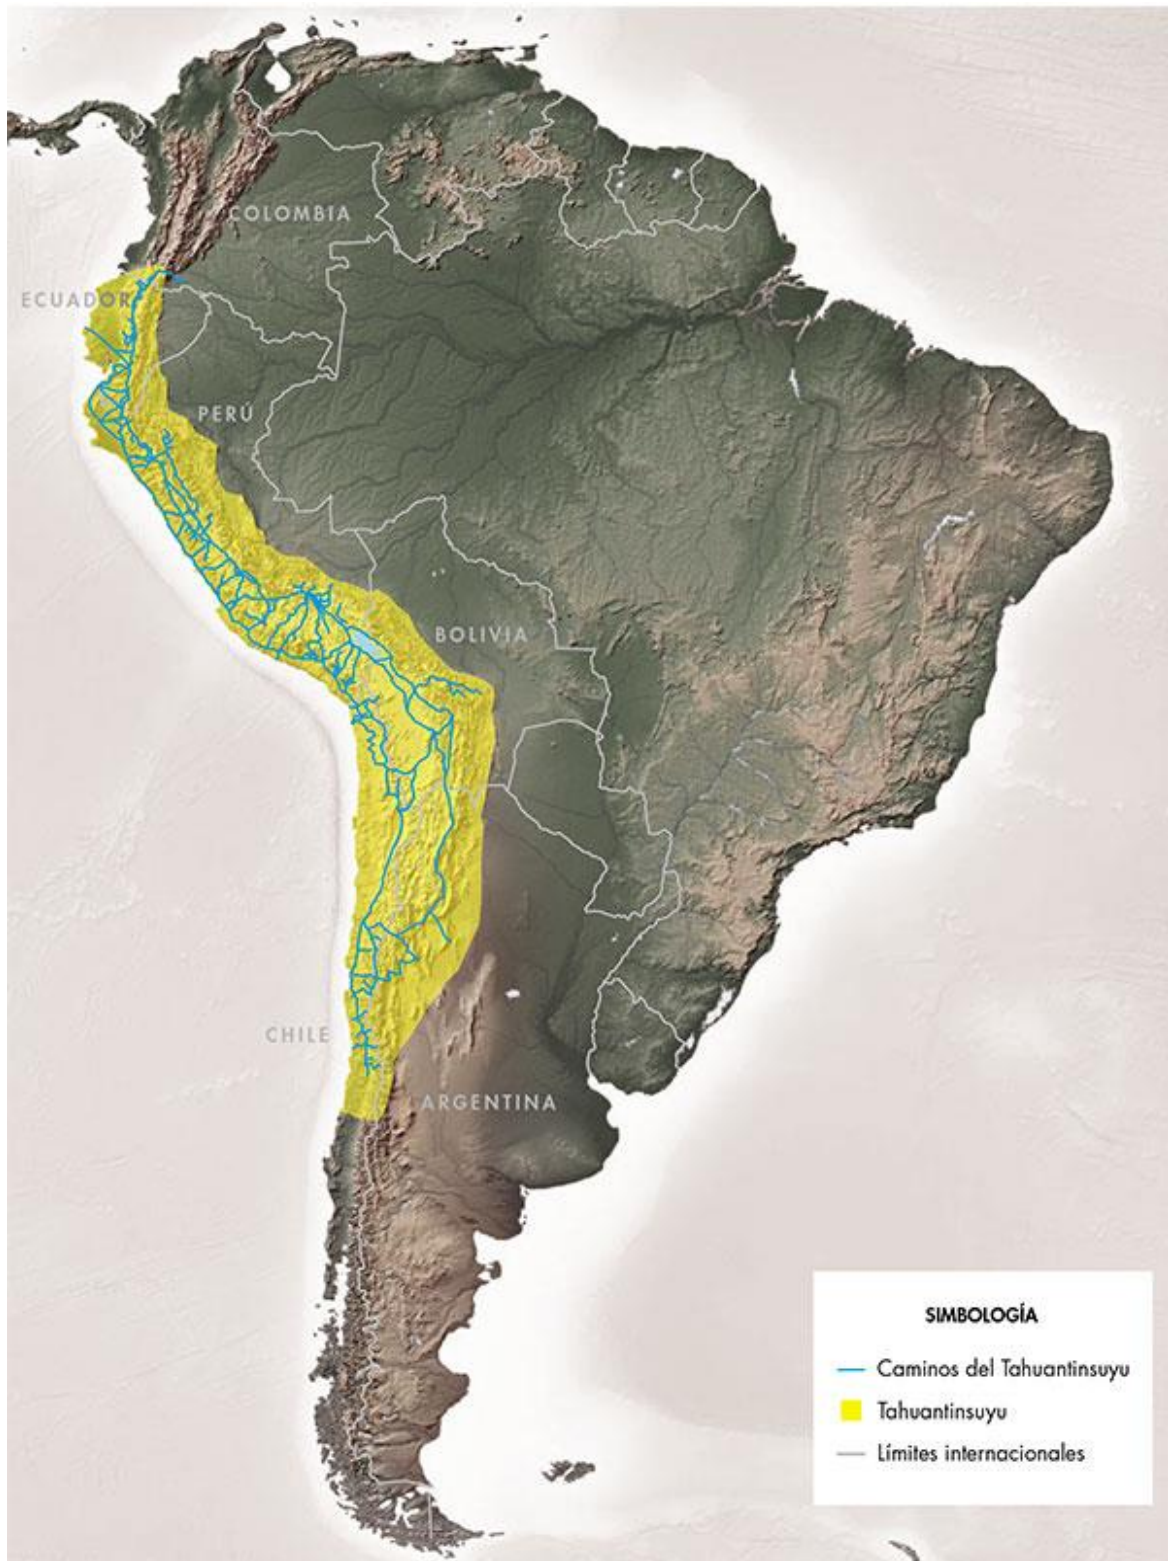 COLOMBIA
ECUADOR
PERÚ
BOLIVIA
CHILE
ARGENTINA
SIMBOLOGÍA
Caminos del Tahuantinsuyu
Tahuantinsuyu
Límites internacionales